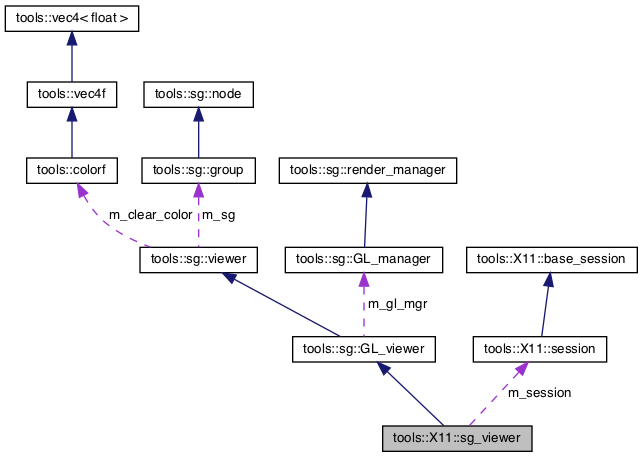 tools::vec4< float >
tools::vec4f
tools::sg::node
tools::colorf
tools::sg::group
tools::sg::render_manager
m_clear_color
m_sg
tools::sg::viewer
tools::sg::GL_manager
tools::X11::base_session
m_gl_mgr
tools::sg::GL_viewer
tools::X11::session
m_session
tools::X11::sg_viewer